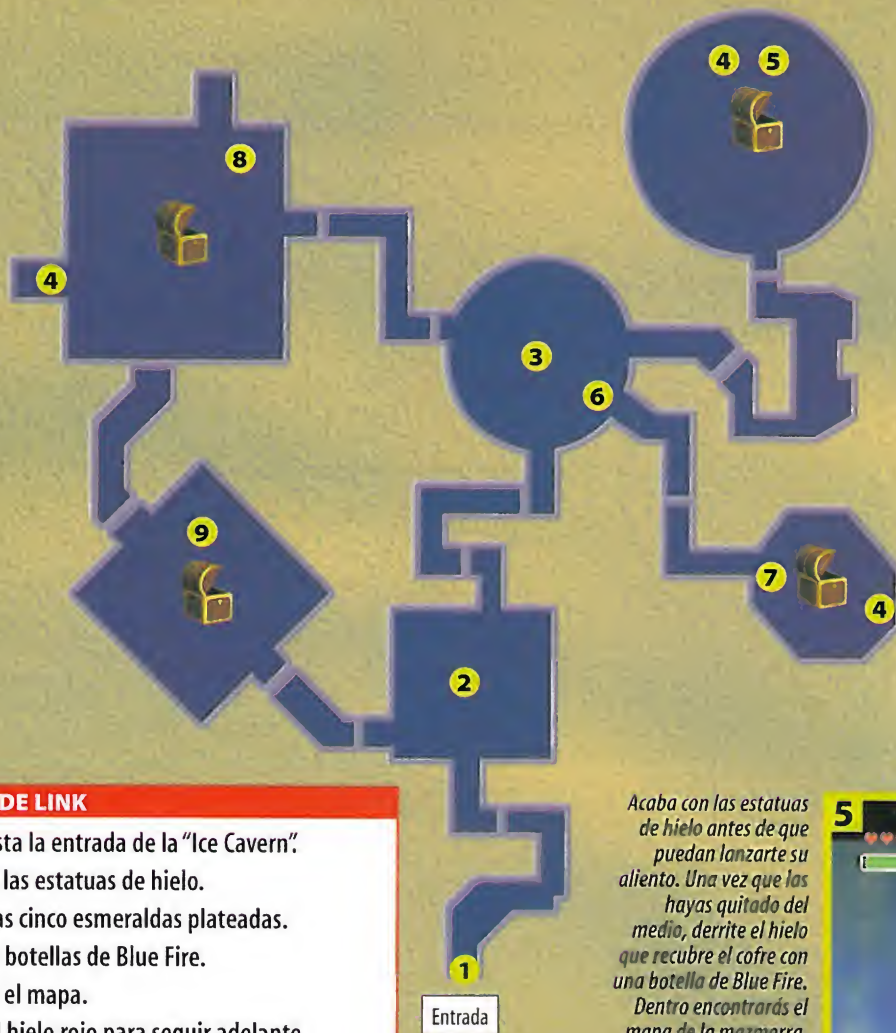 4 5
8
4
3
6
9
7
4
2
DE LINK
sta la entrada de la "Ice Cavern".
las estatuas de hielo.
as cinco esmeraldas plateadas.
botellas de Blue Fire.
el mapa.
hielo rojo para seguir adelante
1
Entrada
Acaba con las estatuas
de hielo antes de que
puedan lanzarte su
aliento. Una vez que las
hayas quitado del
medio, derrite el hielo
que recubre el cofre con
una botella de Blue Fire.
Dentro encontrarás el
mapa de la mazmorra
5